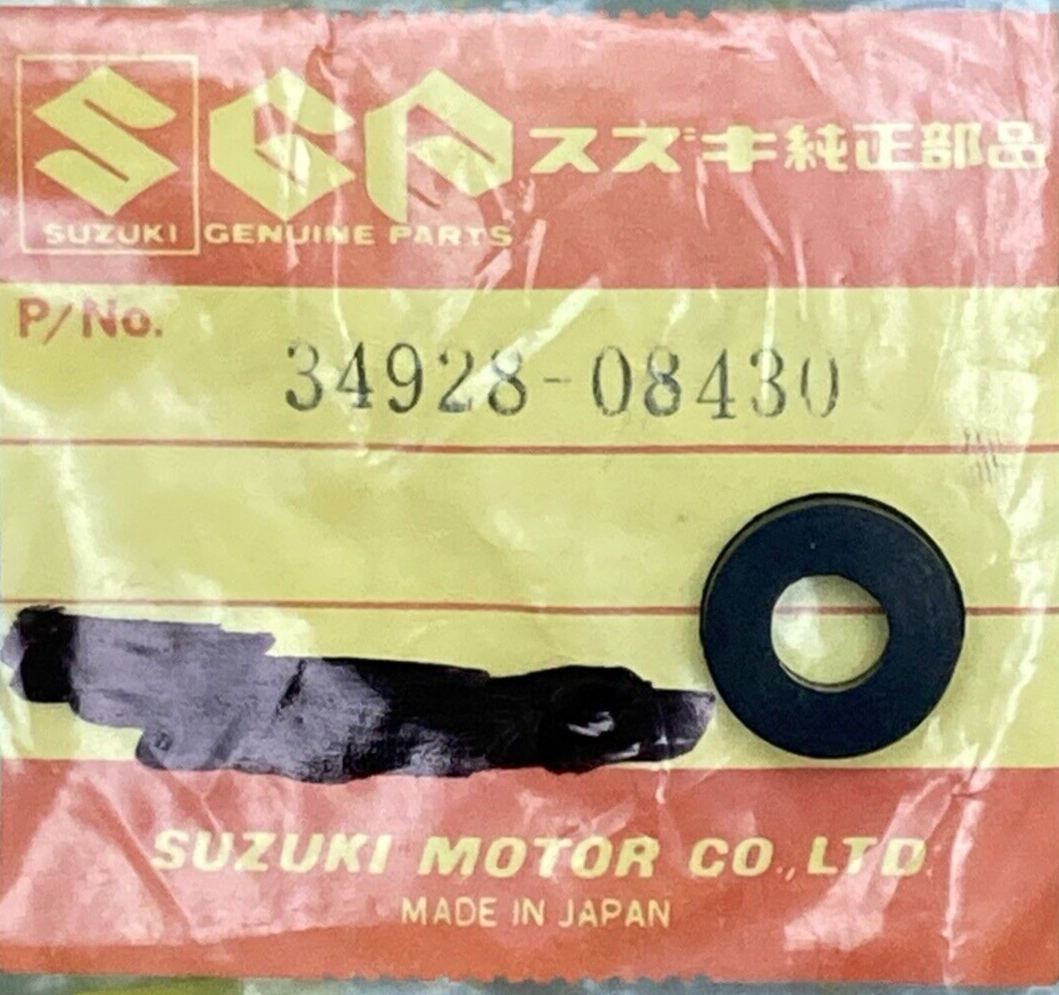 SGP スズキ純正部品
SUZUKI GENUINE PARTS
P/No.
34928-08430
SUZUKI MOTOR CO., LTD.
MADE IN JAPAN